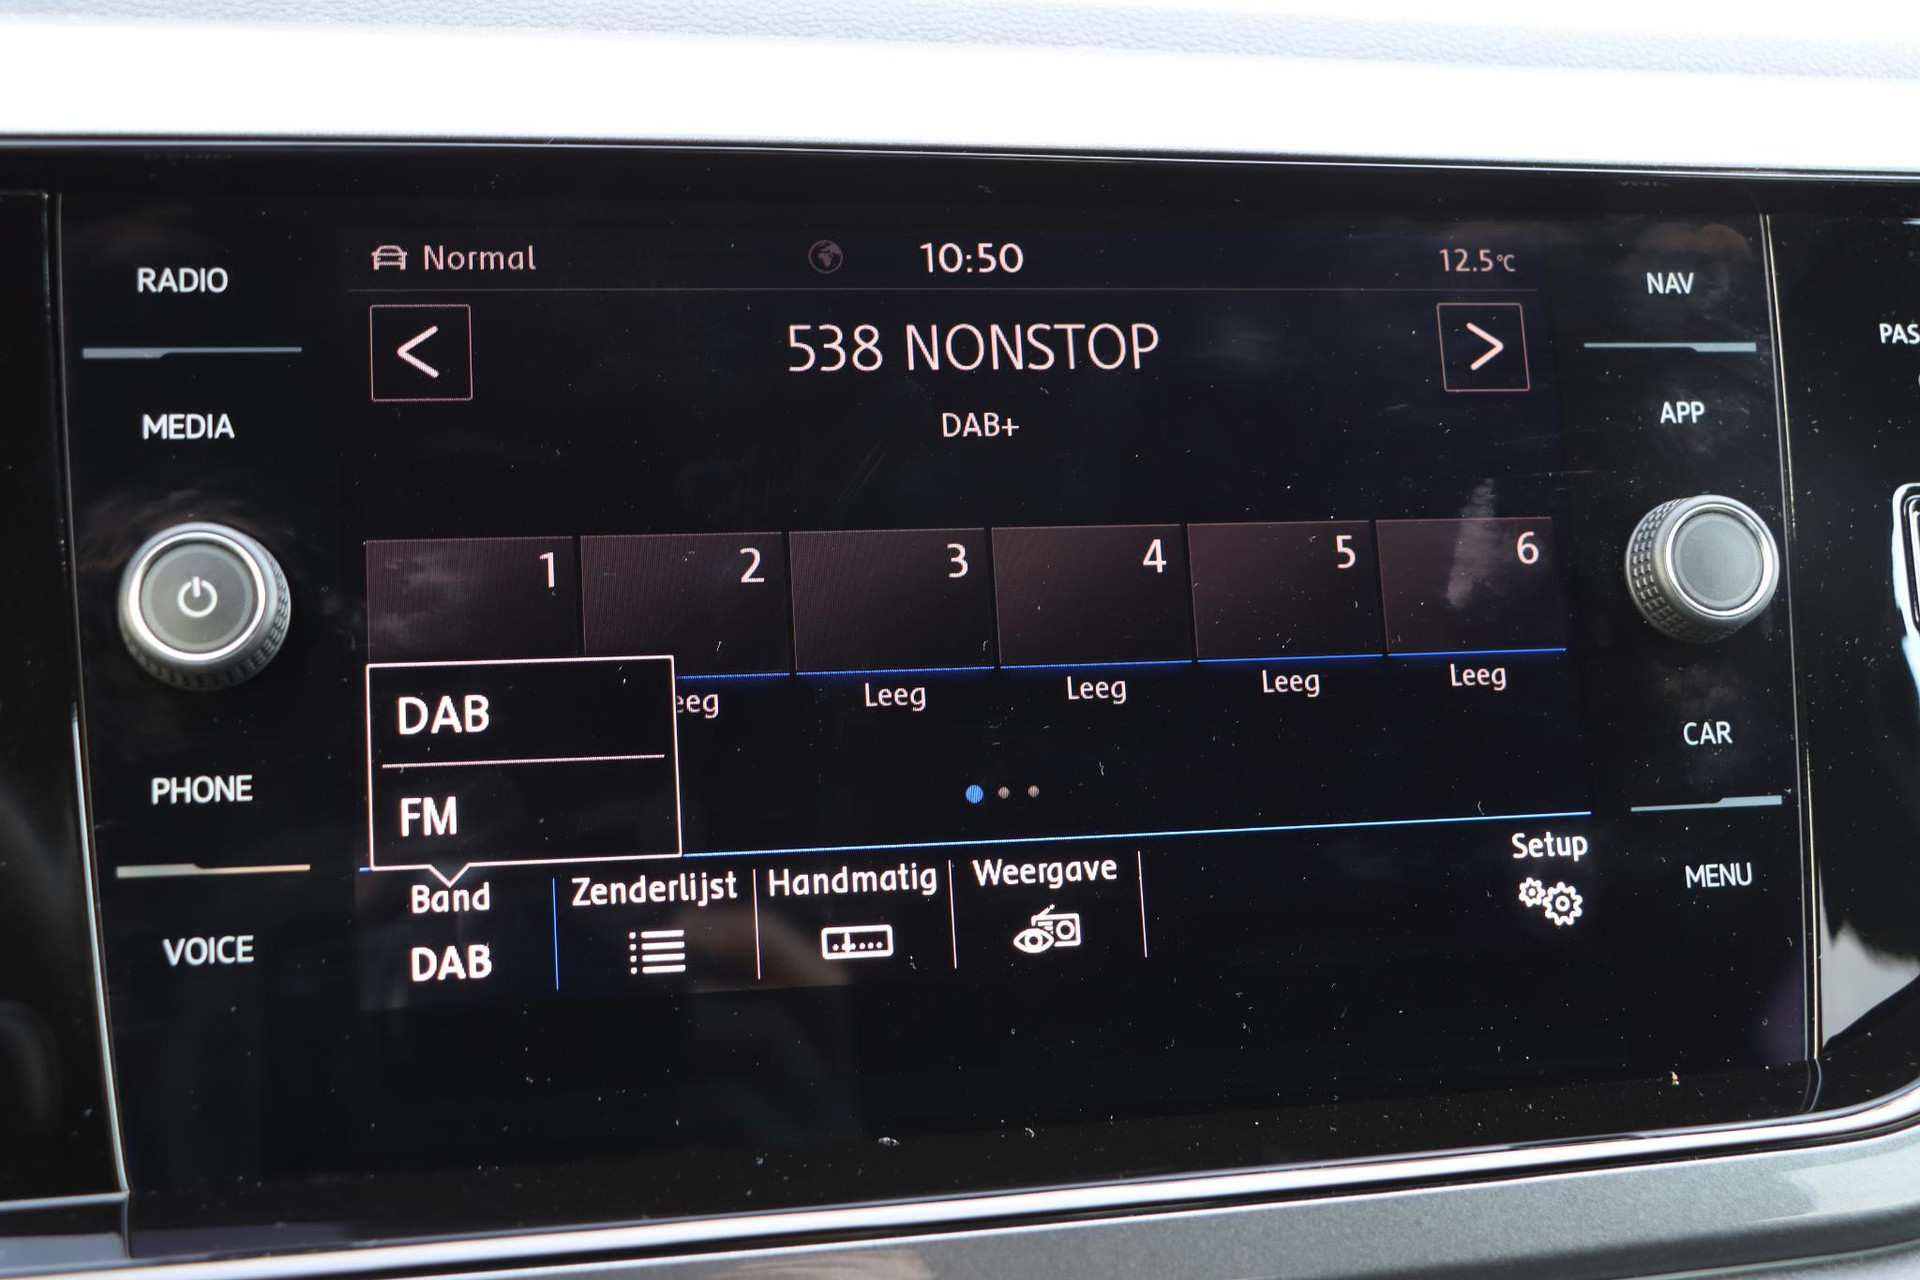 RADIO
MEDIA
PHONE
VOICE
Normal
10:50
12.5°C
<
538 NONSTOP
>
DAB+
1
2
3
4
5
6
eeg
Leeg
Leeg
Leeg
Leeg
DAB
FM
Band
DAB
Zenderlijst
Handmatig
Weergave
Setup
NAV
APP
CAR
MENU
PAS